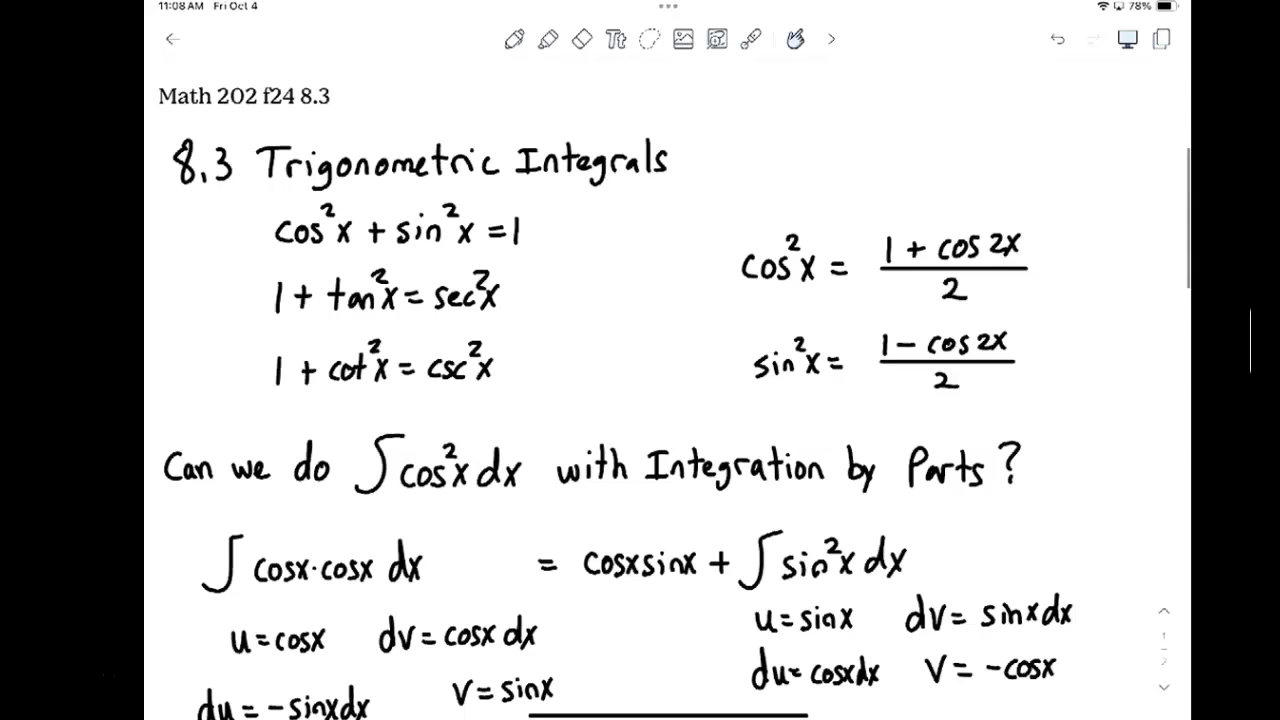 11:08 AM Fri Oct 4 78%
Tt
Math 202 f24 8.3
8.3 Trigonometric Integrals
cos²x + sin²x = 1
1 + tan²x = sec²x
1 + cot²x = csc²x
cos²x = (1 + cos 2x)/2
sin²x = (1 - cos 2x)/2
Can we do ∫cos²x dx with Integration by Parts?
∫ cosx·cosx dx = cosxsinx + ∫ sin²x dx
u = cosx dv = cosx dx
du = -sinxdx v = sinx
u = sinx dv = sinxdx
du = cosxdx v = -cosx